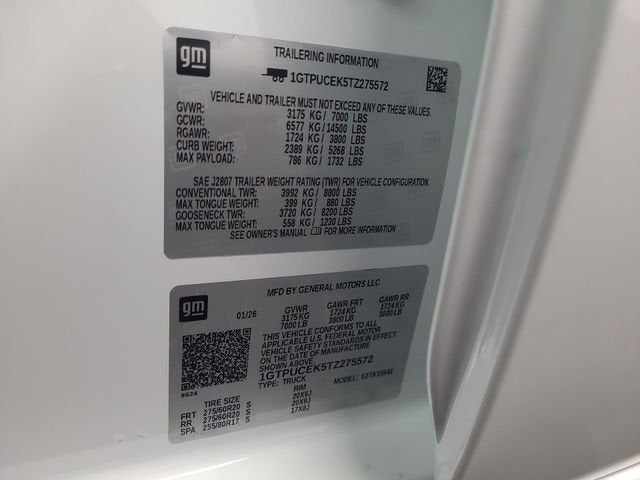 gm
TRAILERING INFORMATION
1GTPUCEK5TZ275572
VEHICLE AND TRAILER MUST NOT EXCEED ANY OF THESE VALUES.
GVWR: 3175 KG / 7000 LBS
GCWR: 6577 KG / 14500 LBS
RGAWR: 1724 KG / 3800 LBS
CURB WEIGHT: 2389 KG / 5268 LBS
MAX PAYLOAD: 786 KG / 1732 LBS
SAE J2807 TRAILER WEIGHT RATING (TWR) FOR VEHICLE CONFIGURATION.
CONVENTIONAL TWR: 3992 KG / 8800 LBS
MAX TONGUE WEIGHT: 399 KG / 880 LBS
GOOSENECK TWR: 3720 KG / 8200 LBS
MAX TONGUE WEIGHT: 558 KG / 1230 LBS
SEE OWNER'S MANUAL FOR MORE INFORMATION
gm
MFD BY GENERAL MOTORS LLC
01/26 GVWR GAWR FRT GAWR RR
3175 KG 1724 KG 1724 KG
7000 LB 3800 LB 3800 LB
THIS VEHICLE CONFORMS TO ALL
APPLICABLE U.S. FEDERAL MOTOR
VEHICLE SAFETY STANDARDS IN EFFECT
ON THE DATE OF MANUFACTURE
SHOWN ABOVE.
1GTPUCEK5TZ275572
TYPE: TRUCK MODEL:
8624
TIRE SIZE RIM
FRT 275/60R20 S 20X9J
RR 275/60R20 S 20X9J
SPA 255/80R17 S 17X8J